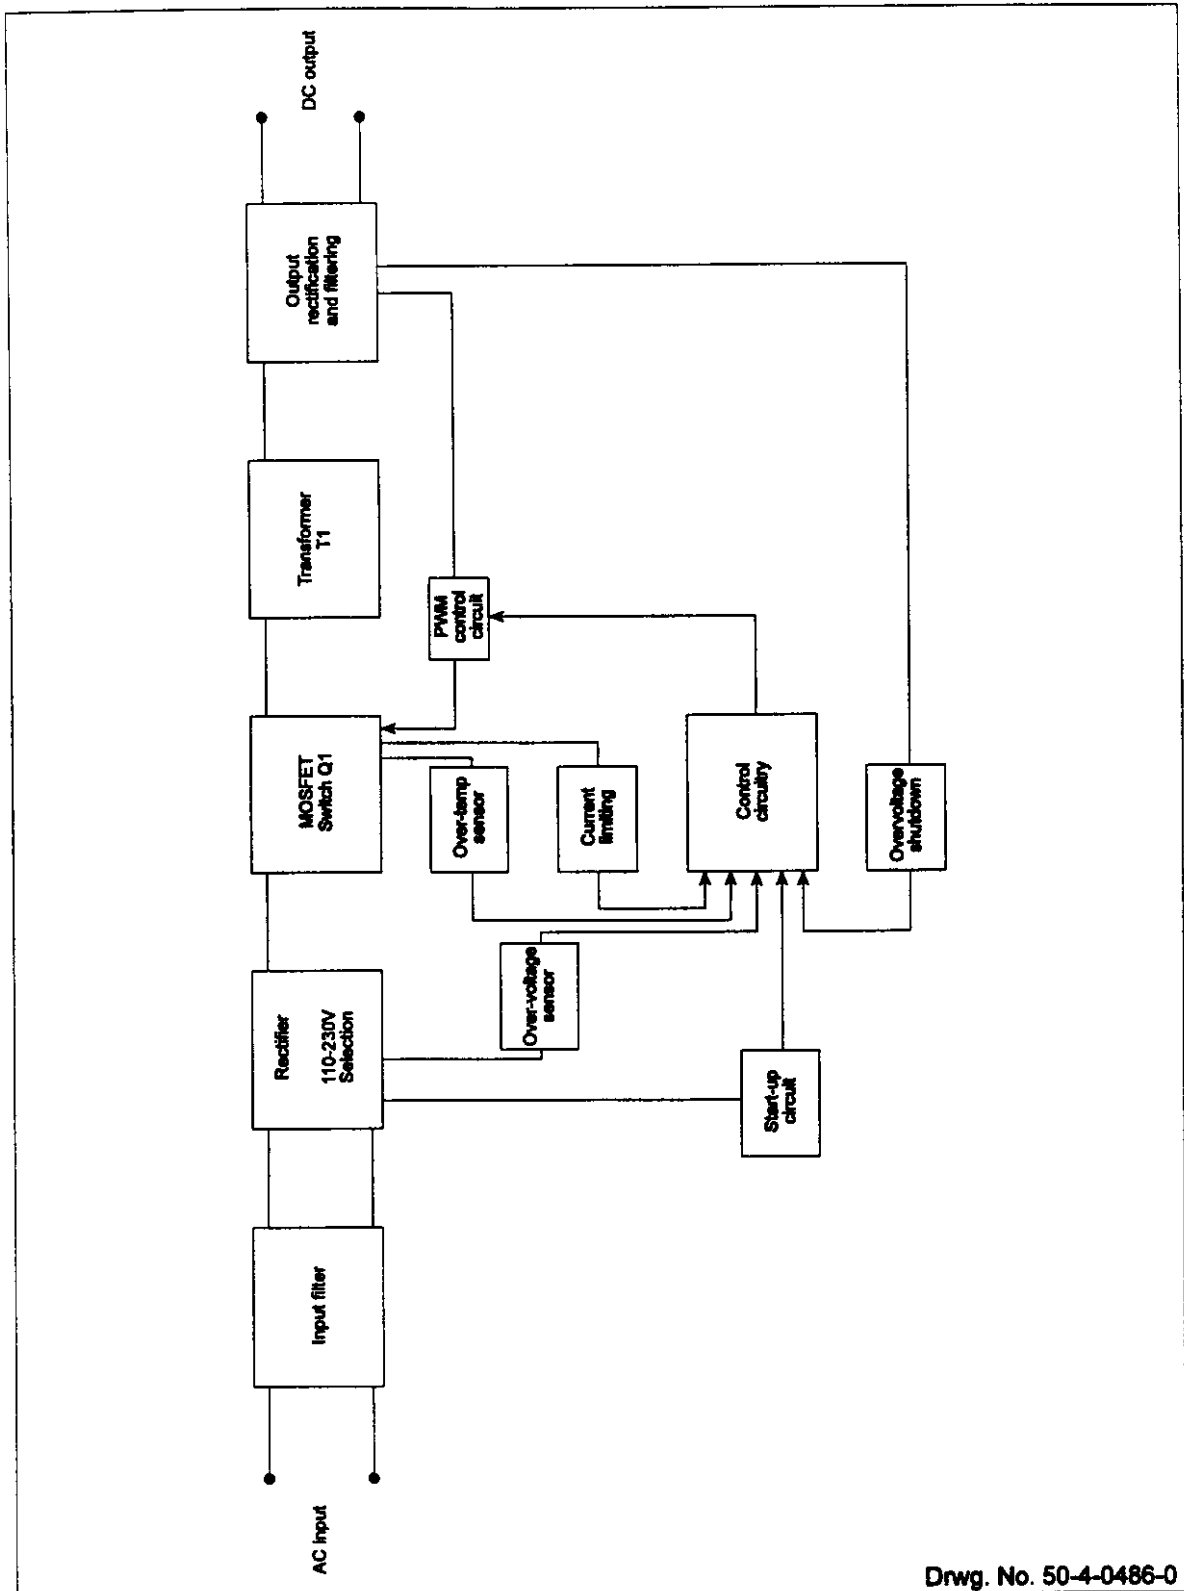 AC input
Input filter
Rectifier
110-230V
Selection
MOSFET
Switch Q1
Transformer
T1
Output
rectification
and filtering
DC output
PWM
control
circuit
Over-temp
sensor
Over-voltage
sensor
Current
limiting
Start-up
circuit
Control
circuitry
Overvoltage
shutdown
Drwg. No. 50-4-0486-0